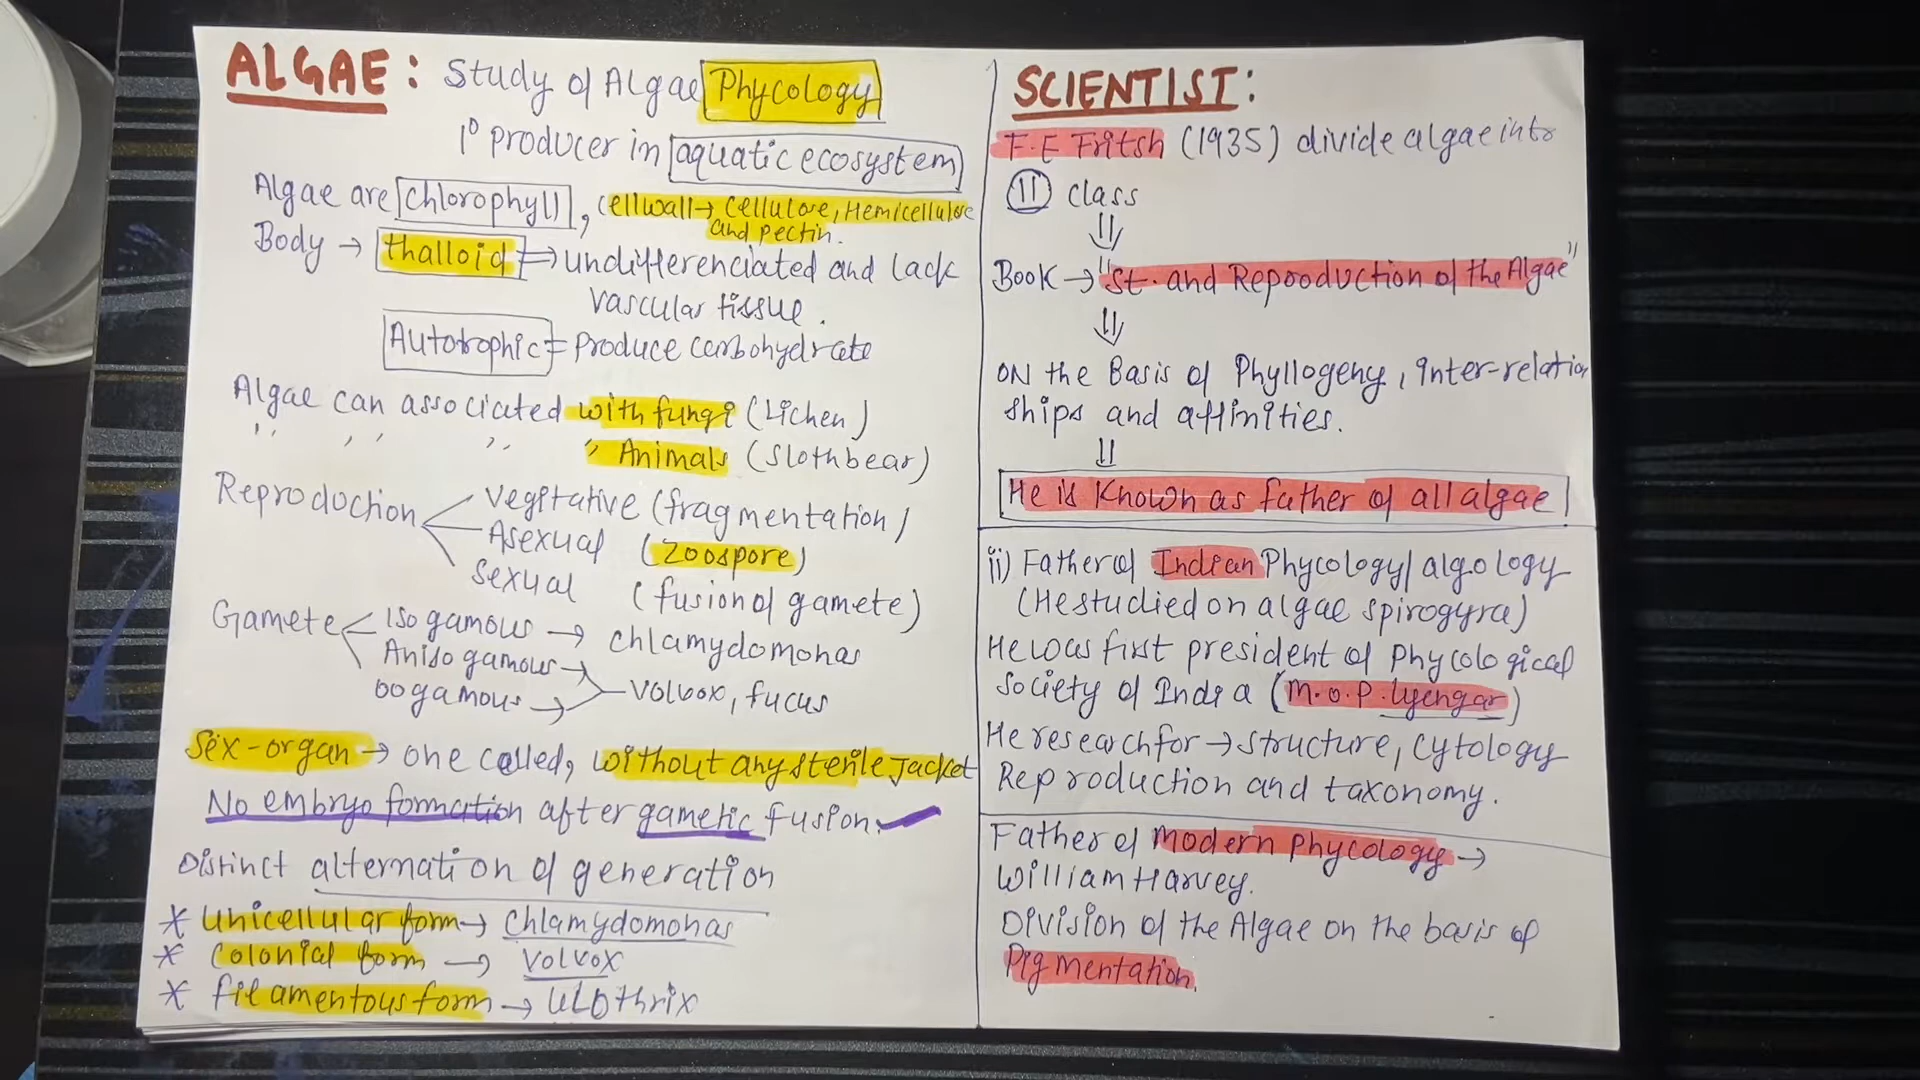 ALGAE: Study of Algae Phycology
1° producer in aquatic ecosystem
Algae are chlorophyll, Cellwall → Cellulose, Hemicellulose
and pectin.
Body → thalloid ⇒ undifferenciated and lack
vascular tissue.
Autotrophic = Produce carbohydrate
Algae can associated with fungi (Lichen)
" " " " Animals (Slothbear)
Reproduction
Vegitative (fragmentation)
Asexual (Zoospore)
Sexual (fusion of gamete)
Gamete
Isogamous → chlamydomonas
Anisogamous →
oogamous → Volvox, fucus
Sex-organ → one celled, without any sterile Jacket
No embryo formation after gametic fusion.
Distinct alternation of generation
* Unicellular form → Chlamydomonas
* Colonial form → Volvox
* filamentous form → ULOthrix
SCIENTIST:
F.E Fritsh (1935) divide algae into
11 class
⇓
Book → "St. and Reprooduction of the Algae"
⇓
ON the Basis of Phyllogeny, Inter-relation
ships and affinities.
⇓
He is Known as father of all algae
ii) Father of Indian Phycology/algology
(He studied on algae spirogyra)
He was first president of Phycological
Society of India (M.O.P. Iyengar)
He research for → structure, Cytology
Reproduction and taxonomy.
Father of Modern phycology →
William Harvey.
Division of the Algae on the basis of
Pigmentation.